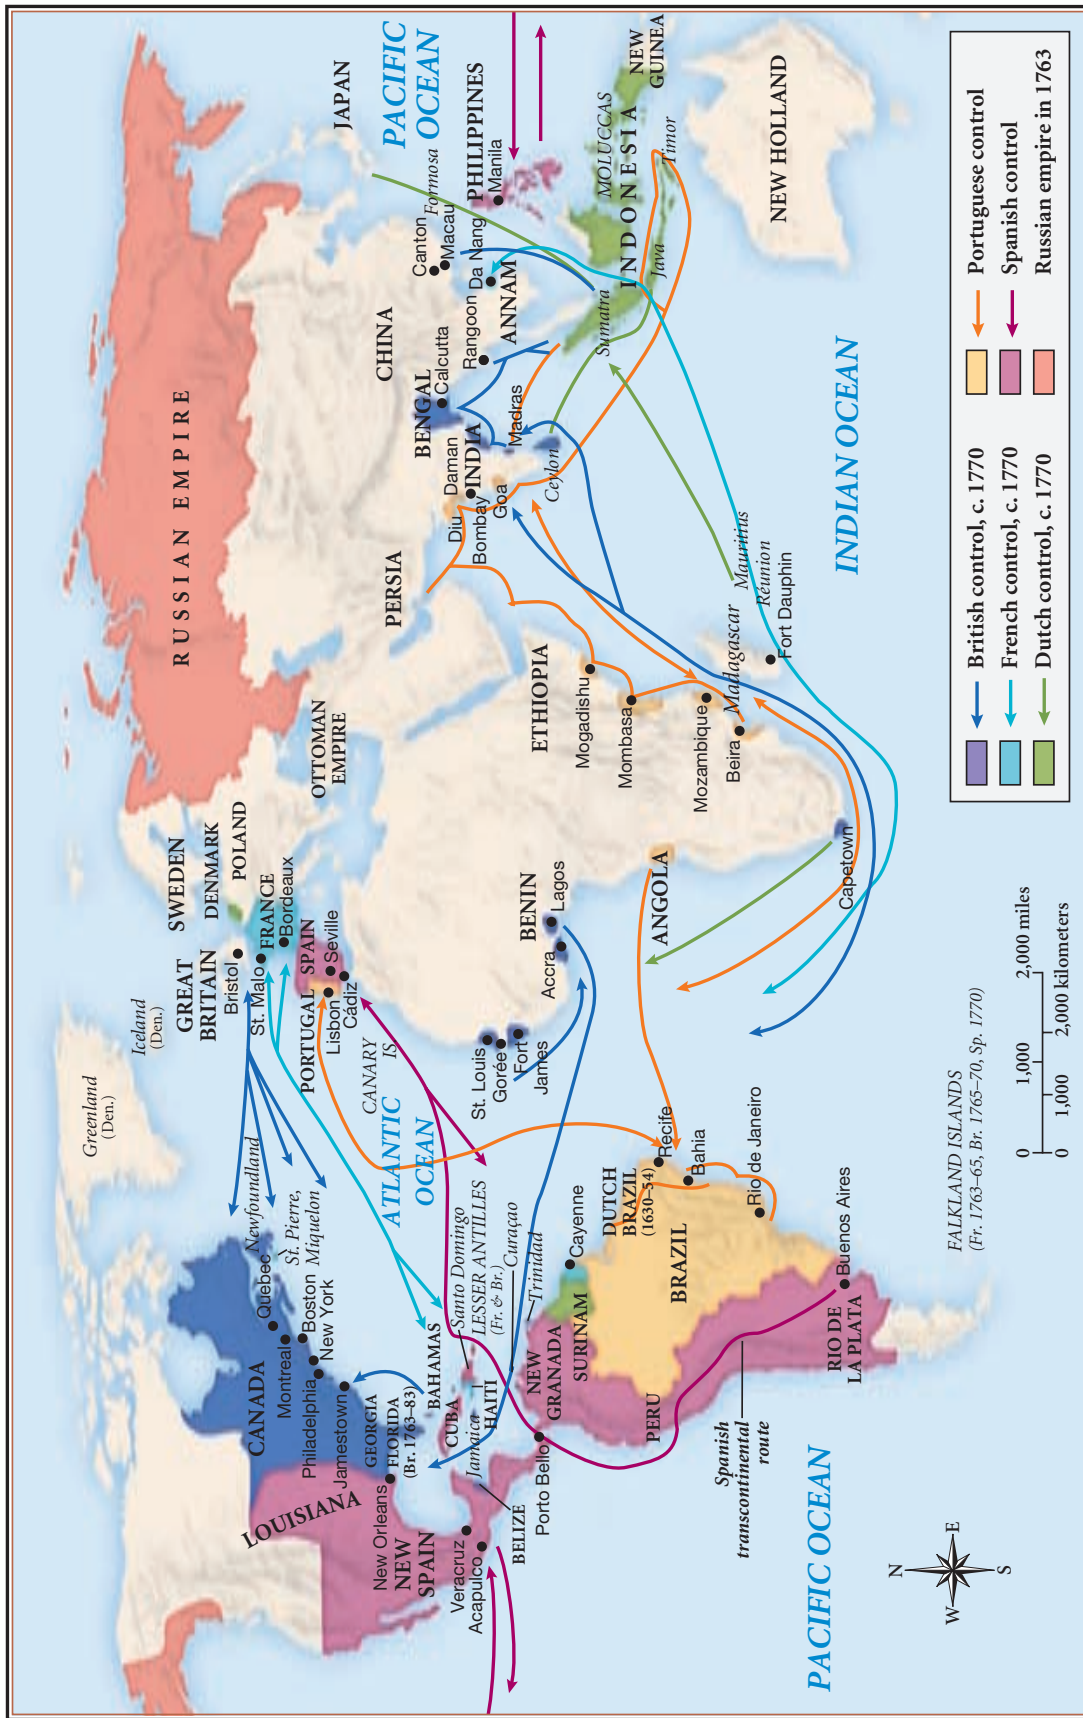 Greenland
(Den.)
Iceland
(Den.)
RUSSIAN EMPIRE
SWEDEN
DENMARK
POLAND
GREAT
BRITAIN
Bristol
St. Malo
FRANCE
Bordeaux
PORTUGAL
SPAIN
Lisbon
Seville
Cádiz
OTTOMAN
EMPIRE
PERSIA
CHINA
JAPAN
PACIFIC
OCEAN
CANADA
Quebec
Newfoundland
St. Pierre,
Miquelon
Montreal
Boston
New York
Philadelphia
Jamestown
LOUISIANA
GEORGIA
FLORIDA
(Br. 1763–83)
New Orleans
NEW
SPAIN
Veracruz
Acapulco
BELIZE
BAHAMAS
CUBA
Jamaica
HAITI
Santo Domingo
LESSER ANTILLES
(Fr. & Br.)
Curaçao
Trinidad
Porto Bello
ATLANTIC
OCEAN
CANARY
IS.
St. Louis
Gorée
Fort
James
BENIN
Accra
Lagos
ETHIOPIA
Mogadishu
Mombasa
Mozambique
Beira
Madagascar
Mauritius
Réunion
Fort Dauphin
ANGOLA
Capetown
Diu
Daman
Bombay
INDIA
Goa
BENGAL
Calcutta
Madras
Ceylon
Rangoon
ANNAM
Da Nang
Canton
Macau
Formosa
PHILIPPINES
Manila
MOLUCCAS
INDONESIA
Sumatra
Java
Timor
NEW
GUINEA
NEW HOLLAND
INDIAN OCEAN
NEW
GRANADA
SURINAM
Cayenne
DUTCH
BRAZIL
(1630–54)
Recife
Bahia
BRAZIL
Rio de Janeiro
PERU
RIO DE
LA PLATA
Buenos Aires
Spanish
transcontinental
route
PACIFIC OCEAN
FALKLAND ISLANDS
(Fr. 1763–65, Br. 1765–70, Sp. 1770)
N
W
E
S
0
1,000
2,000 miles
0
1,000
2,000 kilometers
British control, c. 1770
French control, c. 1770
Dutch control, c. 1770
Portuguese control
Spanish control
Russian empire in 1763